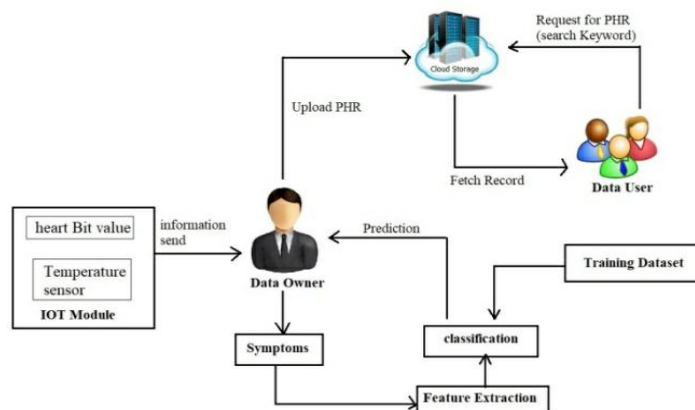 Request for PHR
(search Keyword)
Cloud Storage
Upload PHR
Fetch Record
Data User
heart Bit value
information
send
Prediction
Temperature
sensor
Training Dataset
Data Owner
IOT Module
Symptoms
classification
Feature Extraction